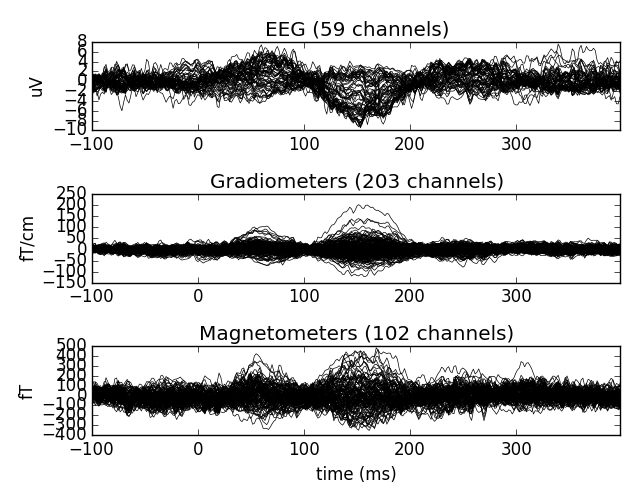 EEG (59 channels)
8
6
4
2
0
−2
−4
−6
−8
−10
uV
−100 0 100 200 300
Gradiometers (203 channels)
250
200
150
100
50
0
−50
−100
−150
fT/cm
−100 0 100 200 300
Magnetometers (102 channels)
500
400
300
200
100
0
−100
−200
−300
−400
fT
−100 0 100 200 300
time (ms)